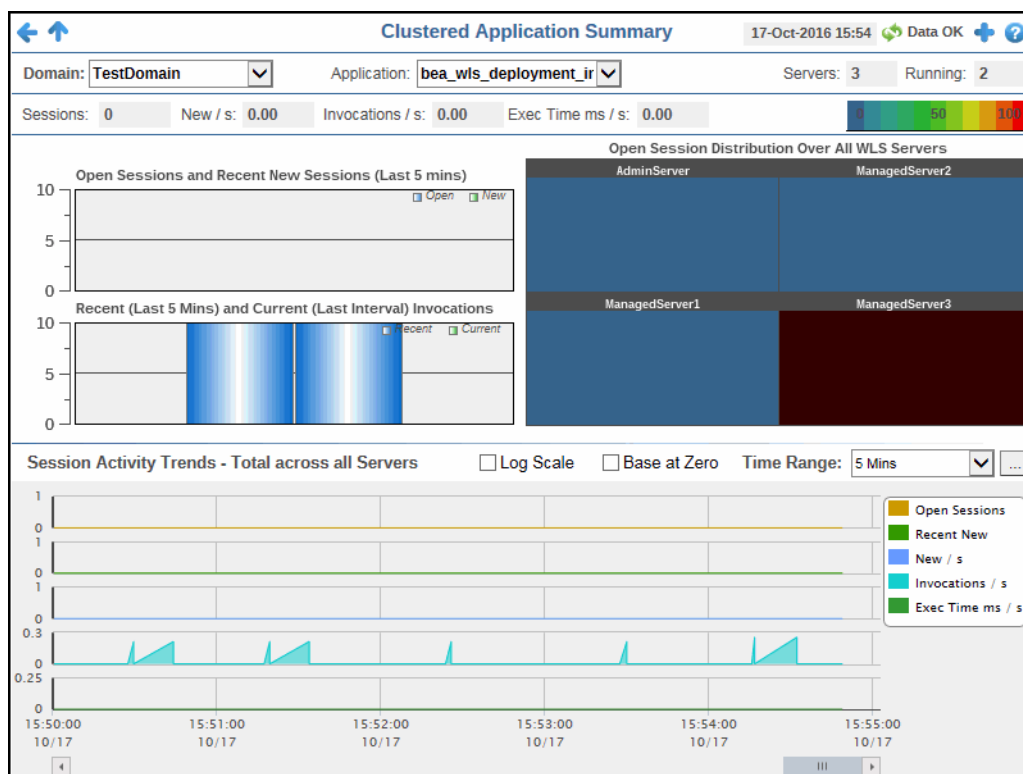 Clustered Application Summary 17-Oct-2016 15:54 Data OK ?
Domain: TestDomain Application: bea_wls_deployment_ir Servers: 3 Running: 2
Sessions: 0 New / s: 0.00 Invocations / s: 0.00 Exec Time ms / s: 0.00 0 50 100
Open Session Distribution Over All WLS Servers
AdminServer ManagedServer2
ManagedServer1 ManagedServer3
Open Sessions and Recent New Sessions (Last 5 mins)
Open New
10
5
0
Recent (Last 5 Mins) and Current (Last Interval) Invocations
Recent Current
10
5
0
Session Activity Trends - Total across all Servers Log Scale Base at Zero Time Range: 5 Mins ...
1
0
1
0
1
0
0.3
0
0.25
0
15:50:00 15:51:00 15:52:00 15:53:00 15:54:00 15:55:00
10/17 10/17 10/17 10/17 10/17 10/17
Open Sessions
Recent New
New / s
Invocations / s
Exec Time ms / s